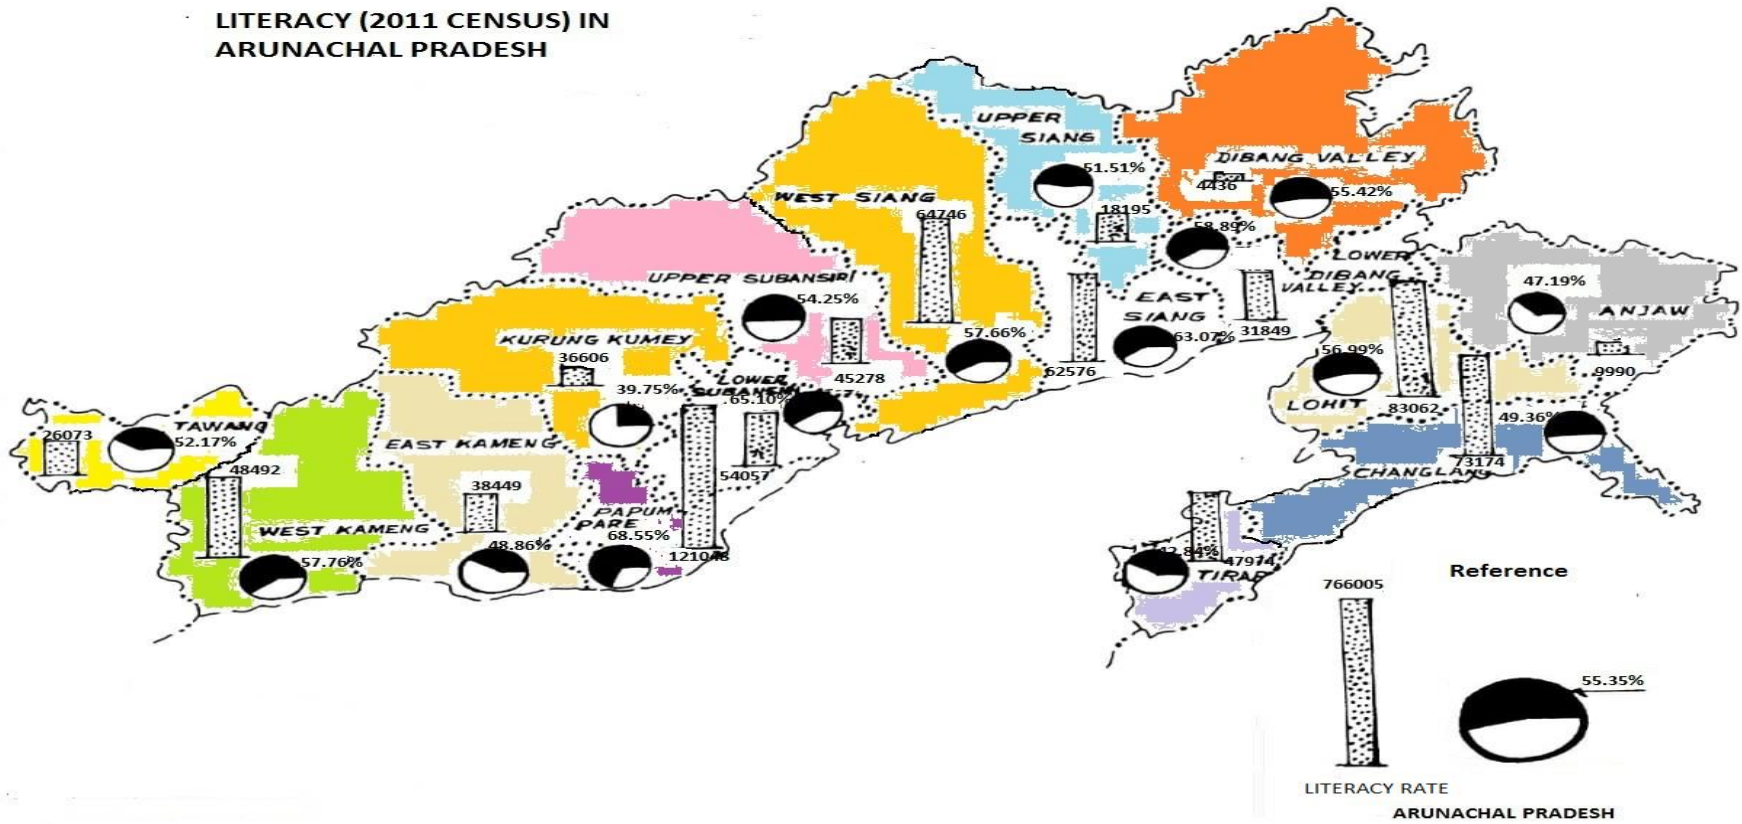 LITERACY (2011 CENSUS) IN
ARUNACHAL PRADESH
UPPER
SIANG
51.51%
18195
DIBANG VALLEY
4436
55.42%
WEST SIANG
64746
57.66%
58.89%
LOWER
DIBANG
VALLEY
31849
UPPER SUBANSIRI
54.25%
45278
EAST
SIANG
63.07%
62576
47.19%
ANJAW
9990
KURUNG KUMEY
36606
39.75%
LOWER
65.10%
54057
56.99%
LOHIT
83062
49.36%
CHANGLANG
73174
TAWANG
26073
52.17%
48492
WEST KAMENG
57.76%
EAST KAMENG
38449
48.86%
PAPUM
PARE
68.55%
121048
47974
TIRAP
Reference
766005
55.35%
LITERACY RATE
ARUNACHAL PRADESH